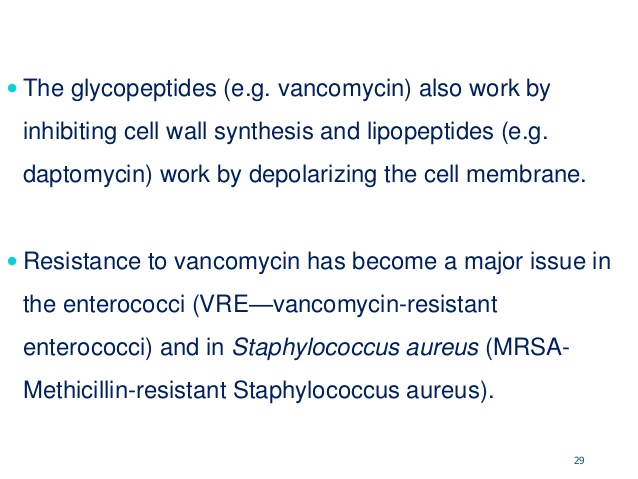 • The glycopeptides (e.g. vancomycin) also work by
inhibiting cell wall synthesis and lipopeptides (e.g.
daptomycin) work by depolarizing the cell membrane.
• Resistance to vancomycin has become a major issue in
the enterococci (VRE—vancomycin-resistant
enterococci) and in Staphylococcus aureus (MRSA-
Methicillin-resistant Staphylococcus aureus).
29